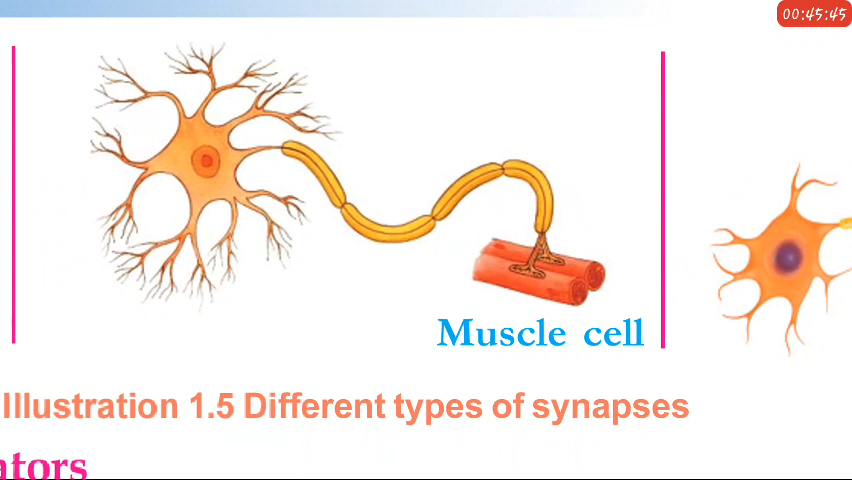 00:45:45
Muscle cell
Illustration 1.5 Different types of synapses
ators